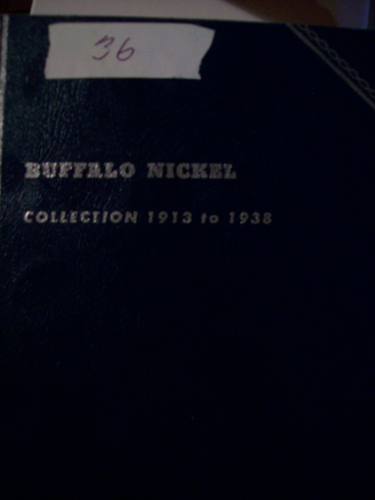 36
BUFFALO NICKEL
COLLECTION 1913 to 1938